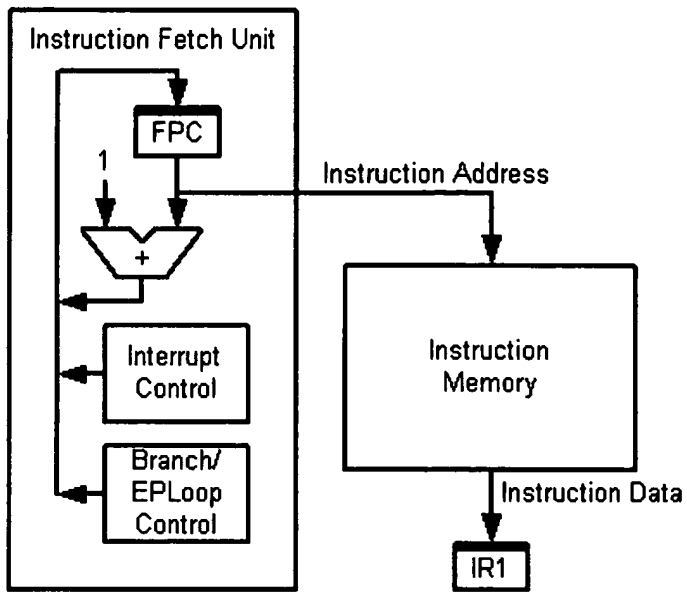 Instruction Fetch Unit
FPC
1
Instruction Address
+
Instruction
Memory
Interrupt
Control
Branch/
EPLoop
Control
Instruction Data
IR1